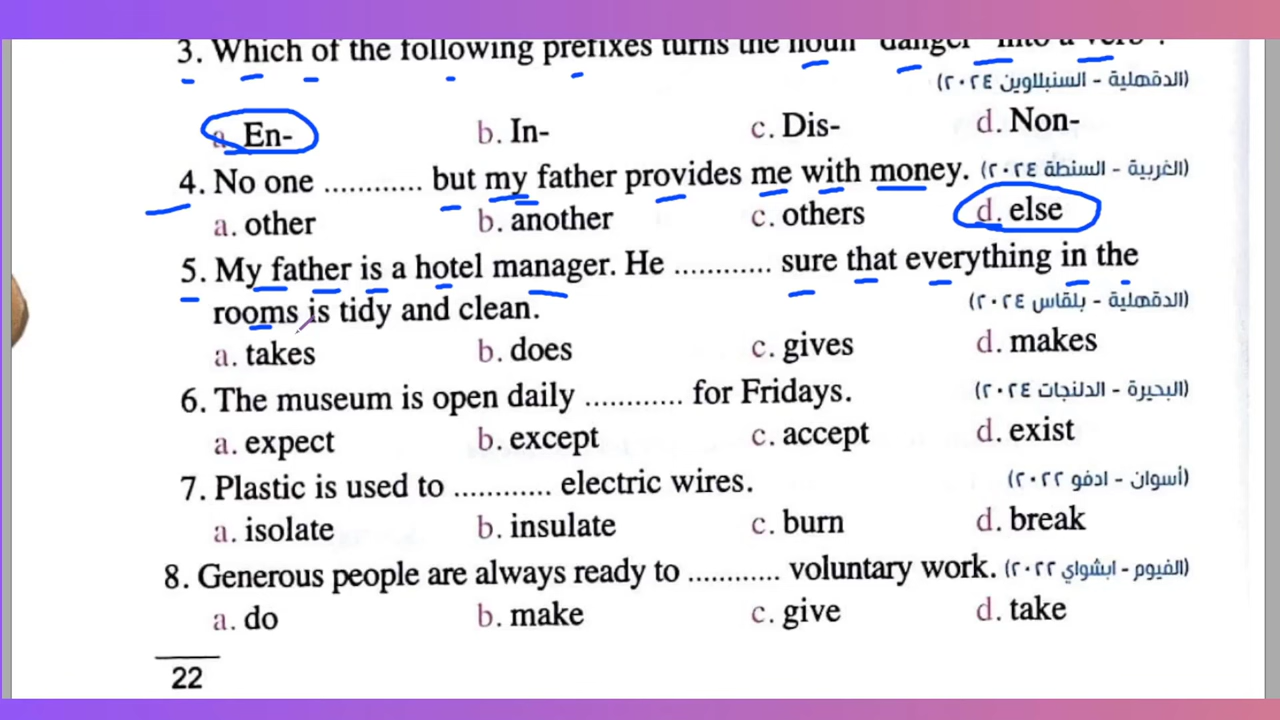 3. Which of the following prefixes turns the noun "danger" into a verb ?
(الدقهلية - السنبلاوين ٢٠٢٤)
a. En- b. In- c. Dis- d. Non-
4. No one ............ but my father provides me with money. (الغربية - السنطة ٢٠٢٤)
a. other b. another c. others d. else
5. My father is a hotel manager. He ............ sure that everything in the
rooms is tidy and clean. (الدقهلية - بلقاس ٢٠٢٤)
a. takes b. does c. gives d. makes
6. The museum is open daily ............ for Fridays. (البحيرة - الدلنجات ٢٠٢٤)
a. expect b. except c. accept d. exist
7. Plastic is used to ............ electric wires. (أسوان - ادفو ٢٠٢٢)
a. isolate b. insulate c. burn d. break
8. Generous people are always ready to ............ voluntary work. (الفيوم - ابشواي ٢٠٢٢)
a. do b. make c. give d. take
22